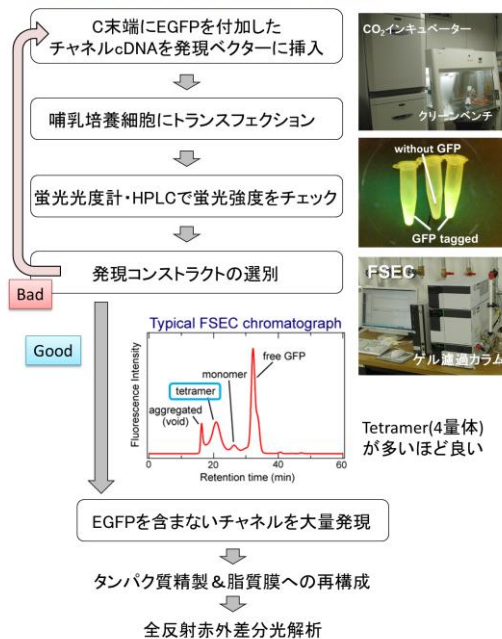 C末端にEGFPを付加した
チャネルcDNAを発現ベクターに挿入
哺乳培養細胞にトランスフェクション
蛍光光度計・HPLCで蛍光強度をチェック
発現コンストラクトの選別
Bad
Good
CO₂インキュベーター
クリーンベンチ
without GFP
GFP tagged
FSEC
ゲル濾過カラム
Typical FSEC chromatograph
Fluorescence Intensity
free GFP
monomer
tetramer
aggregated
(void)
0
20
40
60
Retention time (min)
Tetramer(4量体)
が多いほど良い
EGFPを含まないチャネルを大量発現
タンパク質精製&脂質膜への再構成
全反射赤外差分光解析